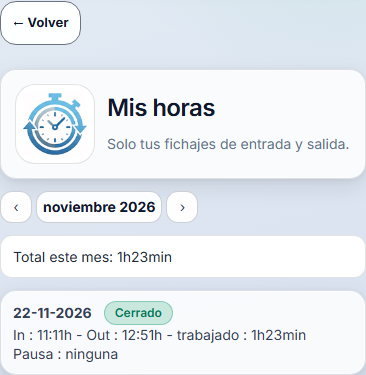 ← Volver
Mis horas
Solo tus fichajes de entrada y salida.
‹ noviembre 2026 ›
Total este mes: 1h23min
22-11-2026 Cerrado
In : 11:11h - Out : 12:51h - trabajado : 1h23min
Pausa : ninguna